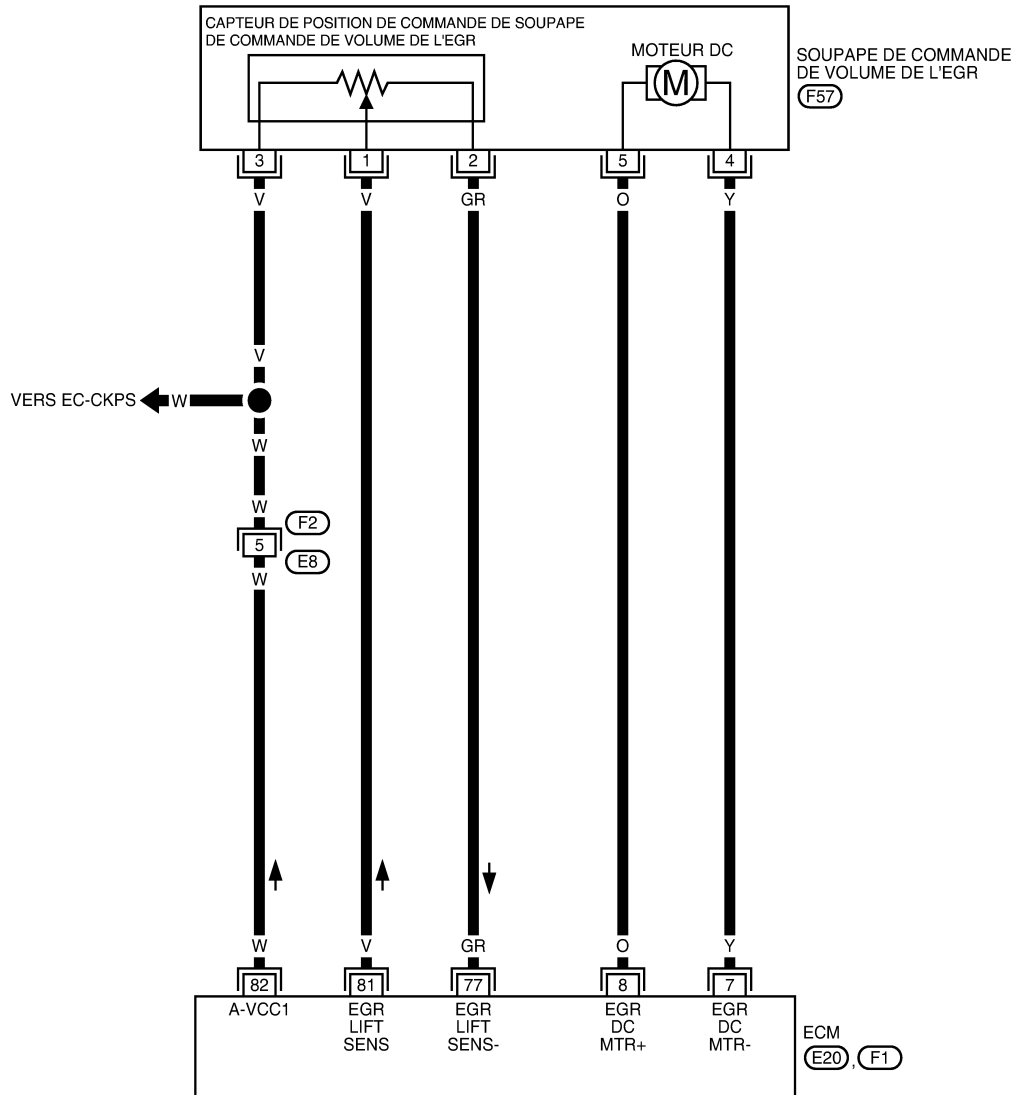 CAPTEUR DE POSITION DE COMMANDE DE SOUPAPE
DE COMMANDE DE VOLUME DE L'EGR
MOTEUR DC
M
SOUPAPE DE COMMANDE
DE VOLUME DE L'EGR
F57
3 1 2 5 4
V V GR O Y
V
VERS EC-CKPS W
W
W
F2
5
E8
W
W V GR O Y
82 81 77 8 7
A-VCC1
EGR
LIFT
SENS
EGR
LIFT
SENS-
EGR
DC
MTR+
EGR
DC
MTR-
ECM
E20 , F1